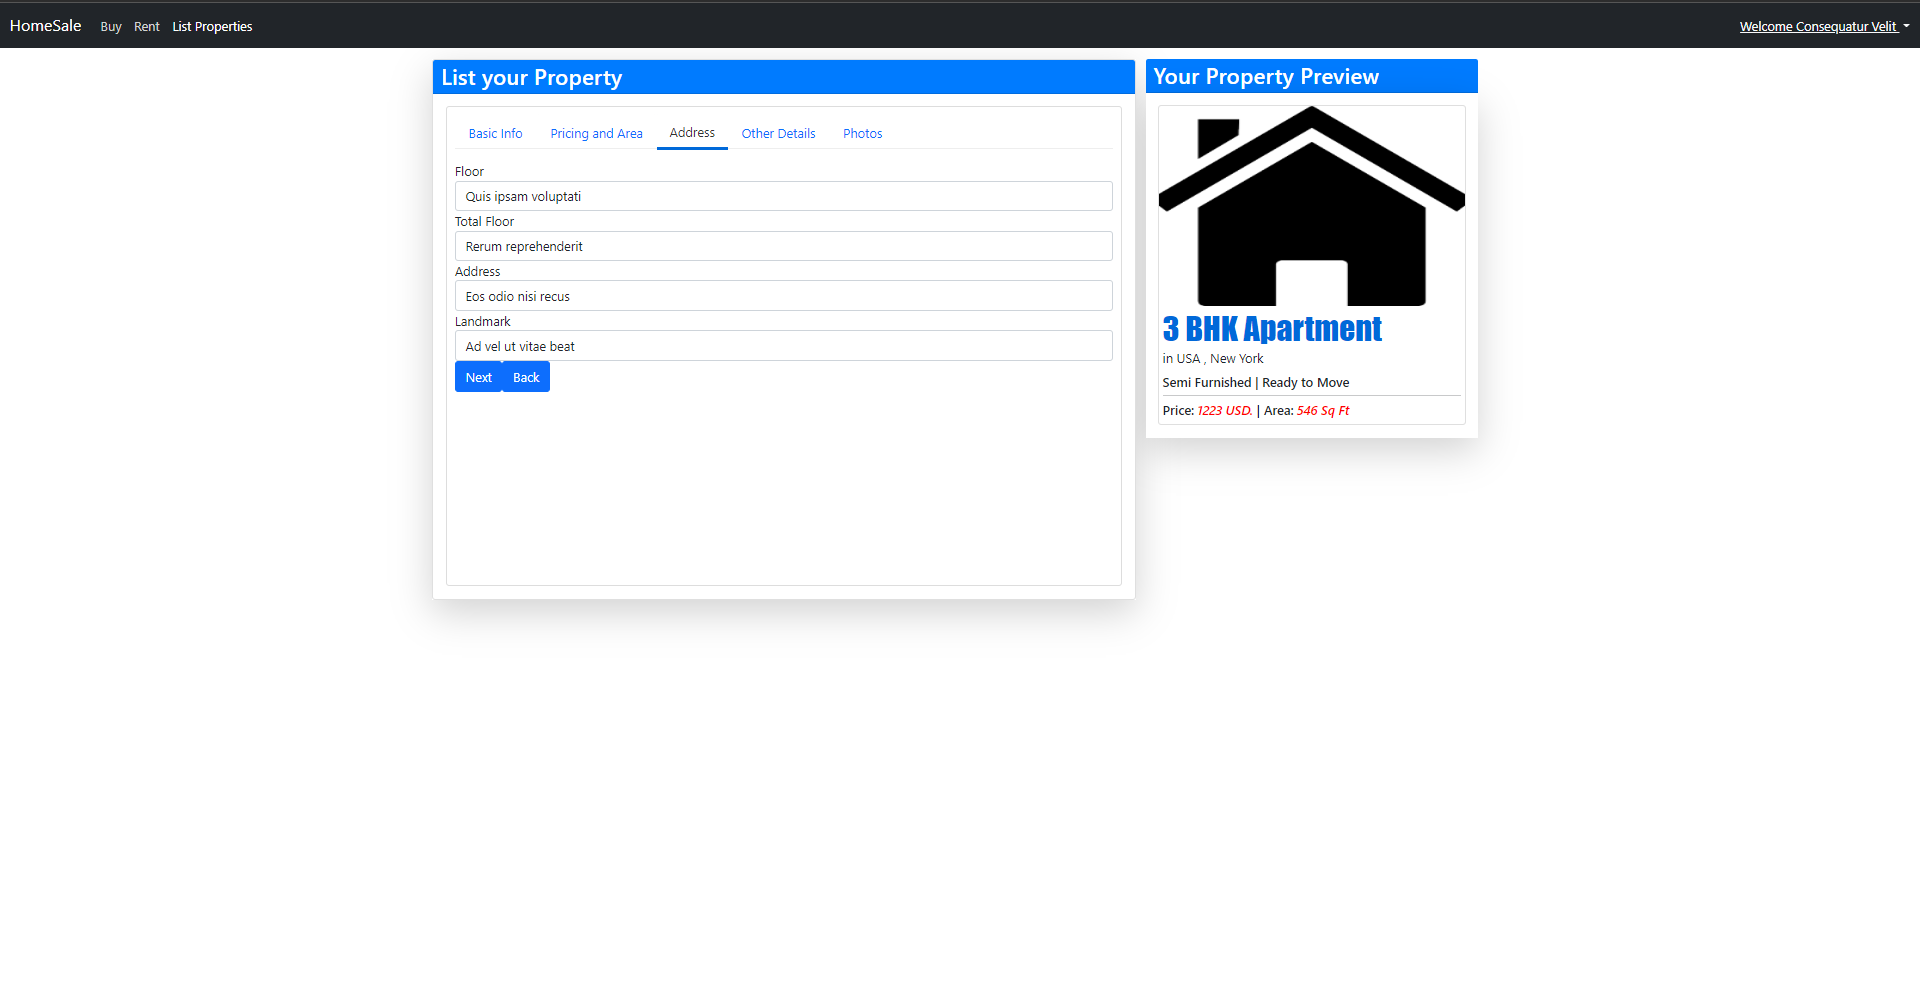 HomeSale Buy Rent List Properties Welcome Consequatur Velit
List your Property
Basic Info Pricing and Area Address Other Details Photos
Floor
Quis ipsam voluptati
Total Floor
Rerum reprehenderit
Address
Eos odio nisi recus
Landmark
Ad vel ut vitae beat
Next Back
Your Property Preview
3 BHK Apartment
in USA , New York
Semi Furnished | Ready to Move
Price: 1223 USD. | Area: 546 Sq Ft